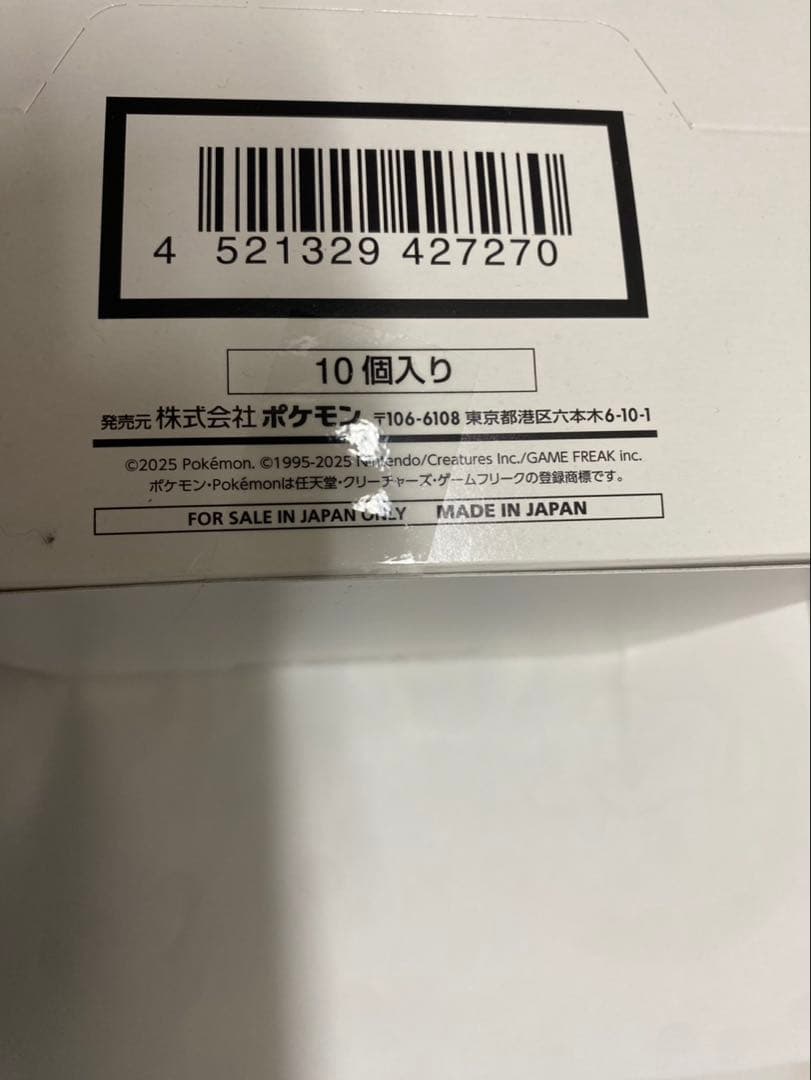 4 521329 427270
10個入り
発売元 株式会社 ポケモン 〒106-6108 東京都港区六本木6-10-1
©2025 Pokémon. ©1995-2025 Nintendo/Creatures Inc./GAME FREAK inc.
ポケモン・Pokémonは任天堂・クリーチャーズ・ゲームフリークの登録商標です。
FOR SALE IN JAPAN ONLY MADE IN JAPAN